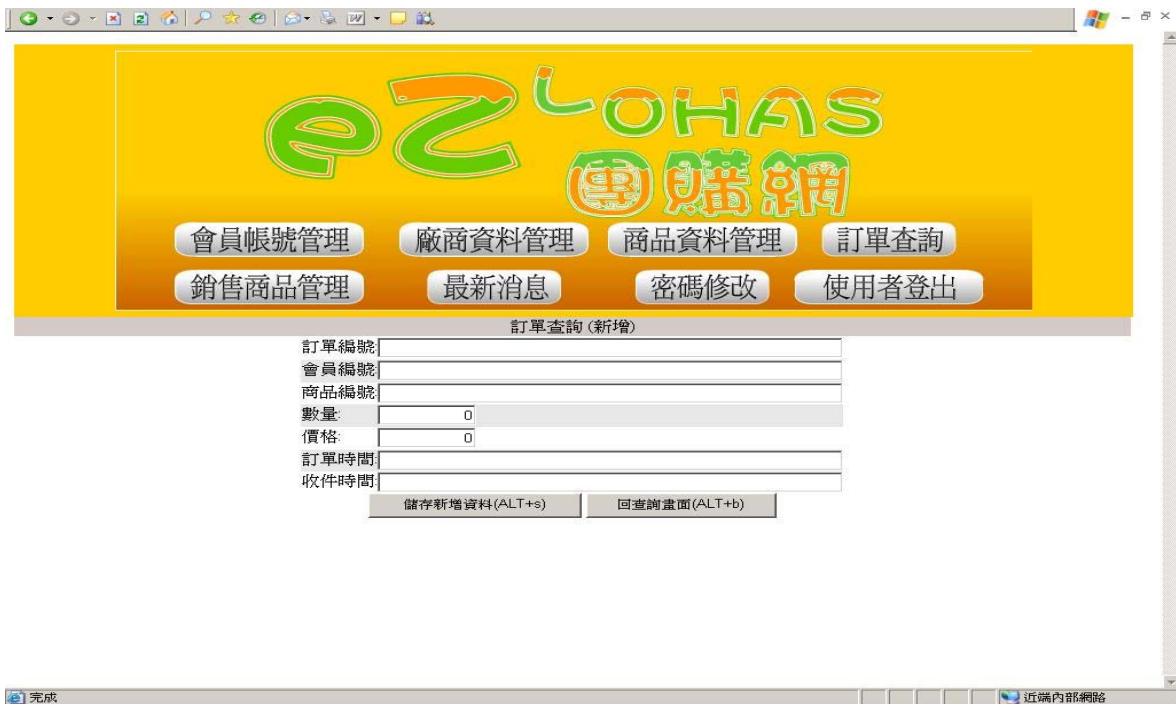 eZ LOHAS
團購網
會員帳號管理 廠商資料管理 商品資料管理 訂單查詢
銷售商品管理 最新消息 密碼修改 使用者登出
訂單查詢 (新增)
訂單編號:
會員編號:
商品編號:
數量: 0
價格: 0
訂單時間:
收件時間:
儲存新增資料(ALT+s) 回查詢畫面(ALT+b)
完成 近端內部網路